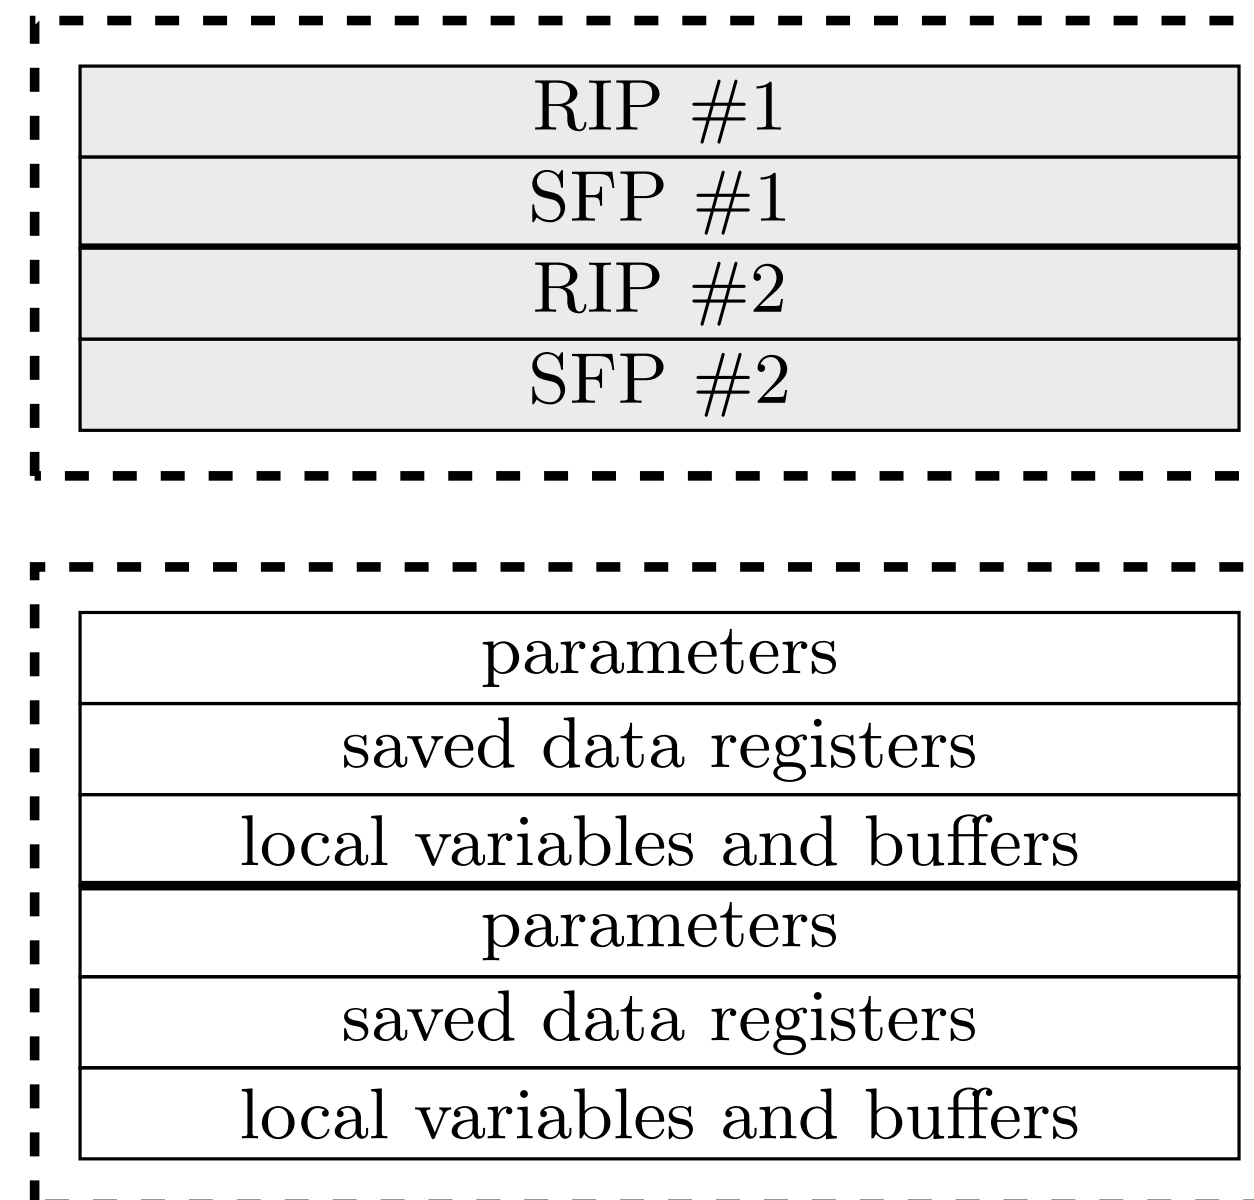 RIP #1
SFP #1
RIP #2
SFP #2
parameters
saved data registers
local variables and buffers
parameters
saved data registers
local variables and buffers